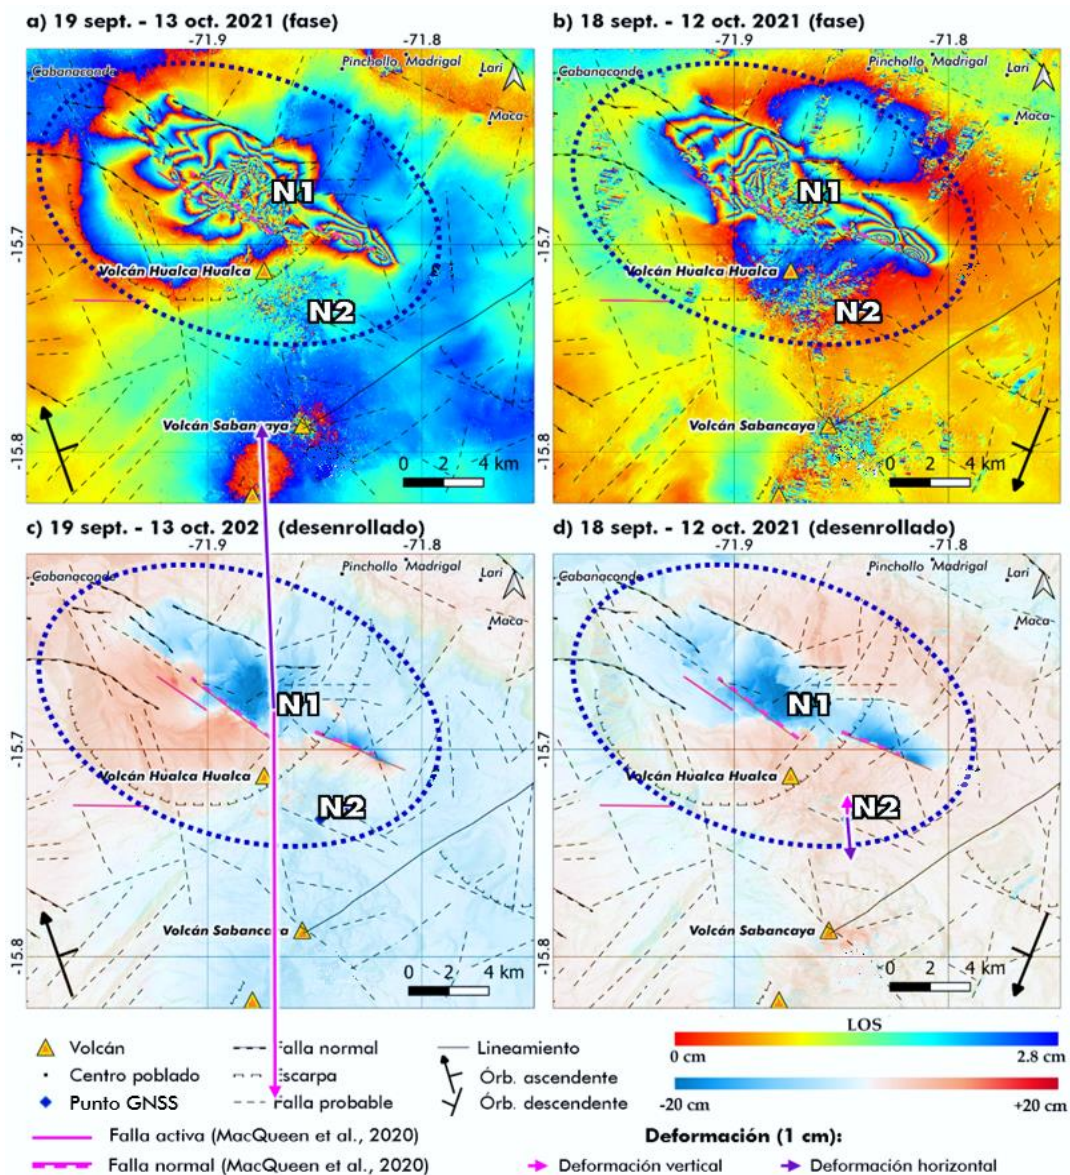 a) 19 sept. - 13 oct. 2021 (fase)
b) 18 sept. - 12 oct. 2021 (fase)
-71.9 -71.8
-71.9 -71.8
Cabanaconde
Pinchollo Madrigal
Lari
Maca
Cabanaconde
Pinchollo Madrigal
Lari
Maca
N1
N1
-15.7
-15.7
Volcán Hualca Hualca
Volcán Hualca Hualca
N2
N2
Volcán Sabancaya
Volcán Sabancaya
-15.8
-15.8
0 2 4 km
0 2 4 km
c) 19 sept. - 13 oct. 202 (desenrollado)
d) 18 sept. - 12 oct. 2021 (desenrollado)
-71.9 -71.8
-71.9 -71.8
Cabanaconde
Pinchollo Madrigal
Lari
Maca
Cabanaconde
Pinchollo Madrigal
Lari
Maca
N1
N1
-15.7
-15.7
Volcán Hualca Hualca
Volcán Hualca Hualca
N2
N2
Volcán Sabancaya
Volcán Sabancaya
-15.8
-15.8
0 2 4 km
0 2 4 km
Volcán
Centro poblado
Punto GNSS
Falla normal
Escarpa
Falla probable
Lineamiento
Órb. ascendente
Órb. descendente
LOS
0 cm 2.8 cm
-20 cm +20 cm
Falla activa (MacQueen et al., 2020)
Falla normal (MacQueen et al., 2020)
Deformación (1 cm):
Deformación vertical
Deformación horizontal